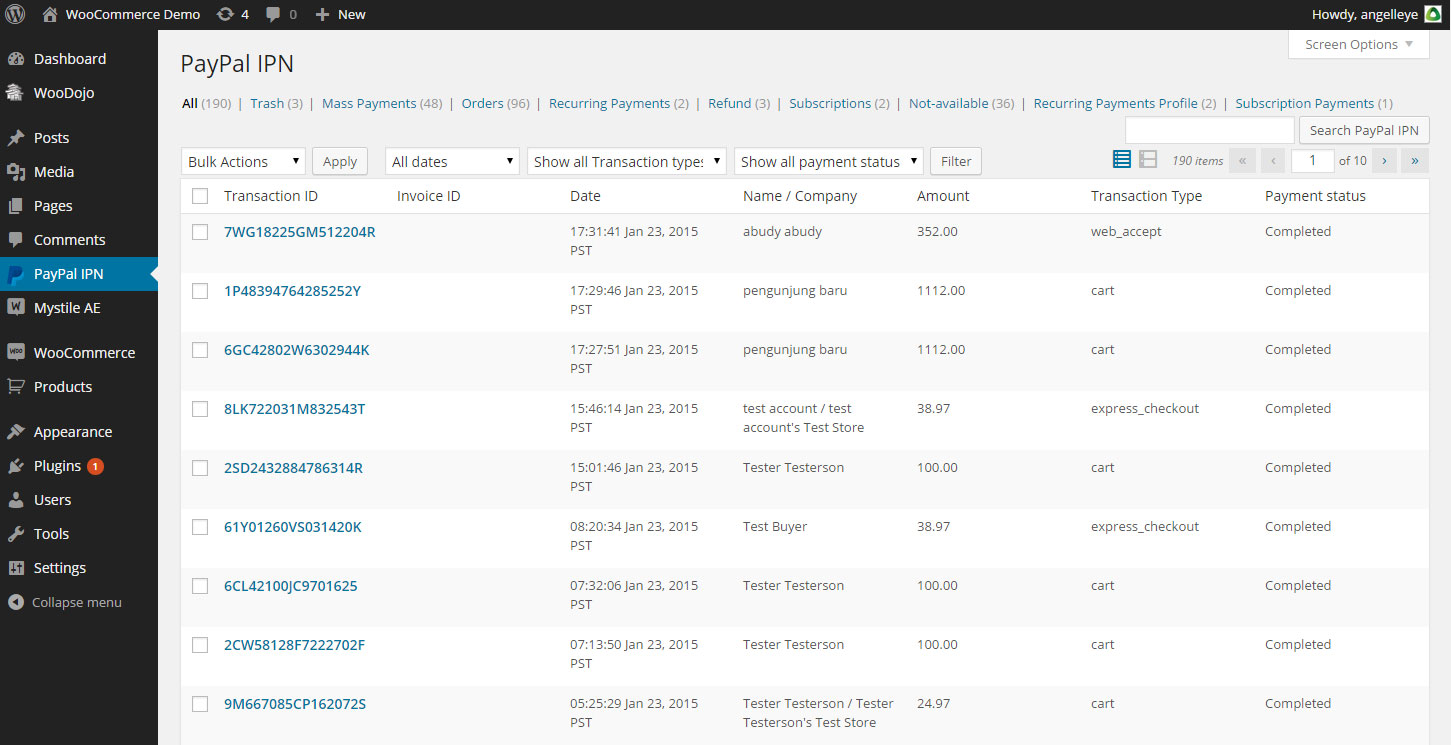 WooCommerce Demo 4 0 New Howdy, angelleye
Dashboard
WooDojo
Posts
Media
Pages
Comments
PayPal IPN
Mystile AE
WooCommerce
Products
Appearance
Plugins 1
Users
Tools
Settings
Collapse menu
Screen Options
PayPal IPN
All (190) | Trash (3) | Mass Payments (48) | Orders (96) | Recurring Payments (2) | Refund (3) | Subscriptions (2) | Not-available (36) | Recurring Payments Profile (2) | Subscription Payments (1)
Search PayPal IPN
Bulk Actions Apply All dates Show all Transaction types Show all payment status Filter 190 items « ‹ 1 of 10 › »
Transaction ID Invoice ID Date Name / Company Amount Transaction Type Payment status
7WG18225GM512204R 17:31:41 Jan 23, 2015 abudy abudy 352.00 web_accept Completed
PST
1P48394764285252Y 17:29:46 Jan 23, 2015 pengunjung baru 1112.00 cart Completed
PST
6GC42802W6302944K 17:27:51 Jan 23, 2015 pengunjung baru 1112.00 cart Completed
PST
8LK722031M832543T 15:46:14 Jan 23, 2015 test account / test 38.97 express_checkout Completed
PST account's Test Store
2SD2432884786314R 15:01:46 Jan 23, 2015 Tester Testerson 100.00 cart Completed
PST
61Y01260VS031420K 08:20:34 Jan 23, 2015 Test Buyer 38.97 express_checkout Completed
PST
6CL42100JC9701625 07:32:06 Jan 23, 2015 Tester Testerson 100.00 cart Completed
PST
2CW58128F7222702F 07:13:50 Jan 23, 2015 Tester Testerson 100.00 cart Completed
PST
9M667085CP162072S 05:25:29 Jan 23, 2015 Tester Testerson / Tester 24.97 cart Completed
PST Testerson's Test Store